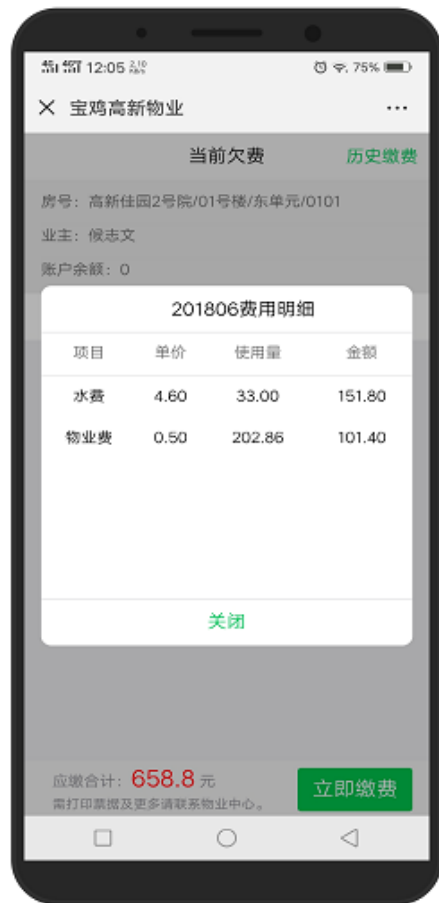 12:05
75%
宝鸡高新物业
当前欠费 历史缴费
房号：高新佳园2号院/01号楼/东单元/0101
业主：候志文
账户余额：0
201806费用明细
项目 单价 使用量 金额
水费 4.60 33.00 151.80
物业费 0.50 202.86 101.40
关闭
应缴合计：658.8元
立即缴费
需打印票据及更多请联系物业中心。